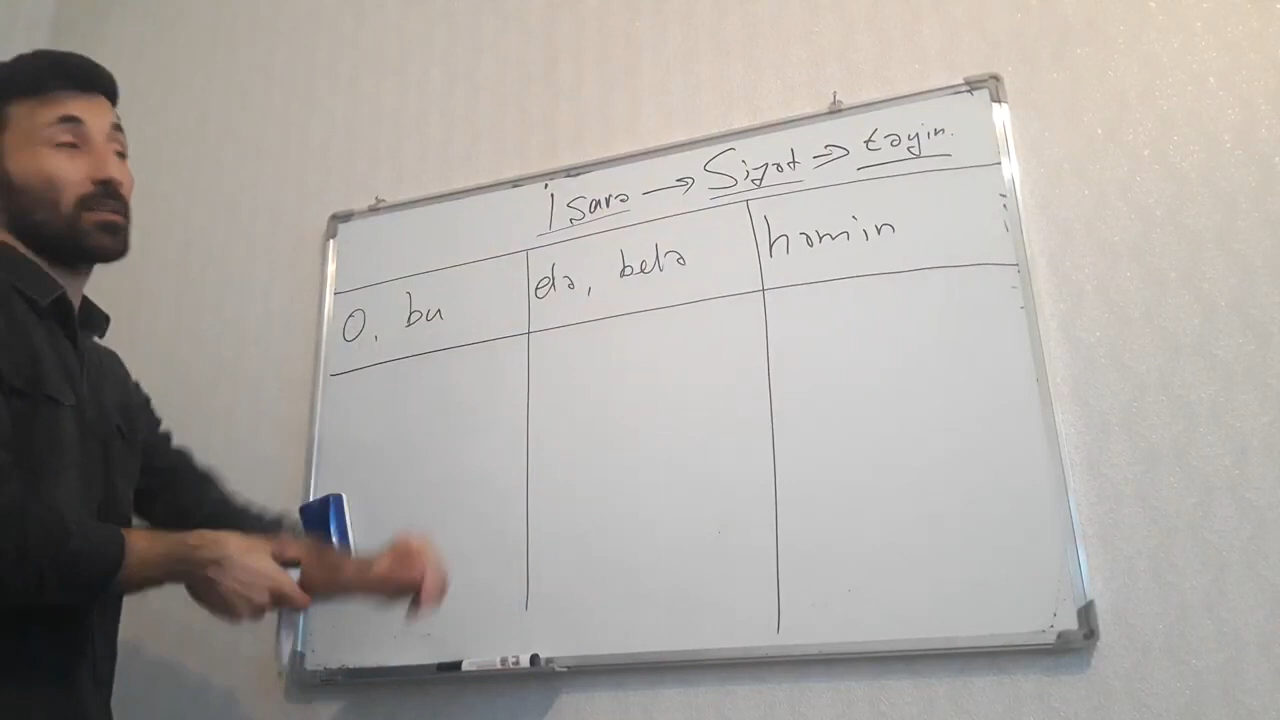 İşarə → Sifət ⇒ təyin.
O, bu
elə, belə
həmin